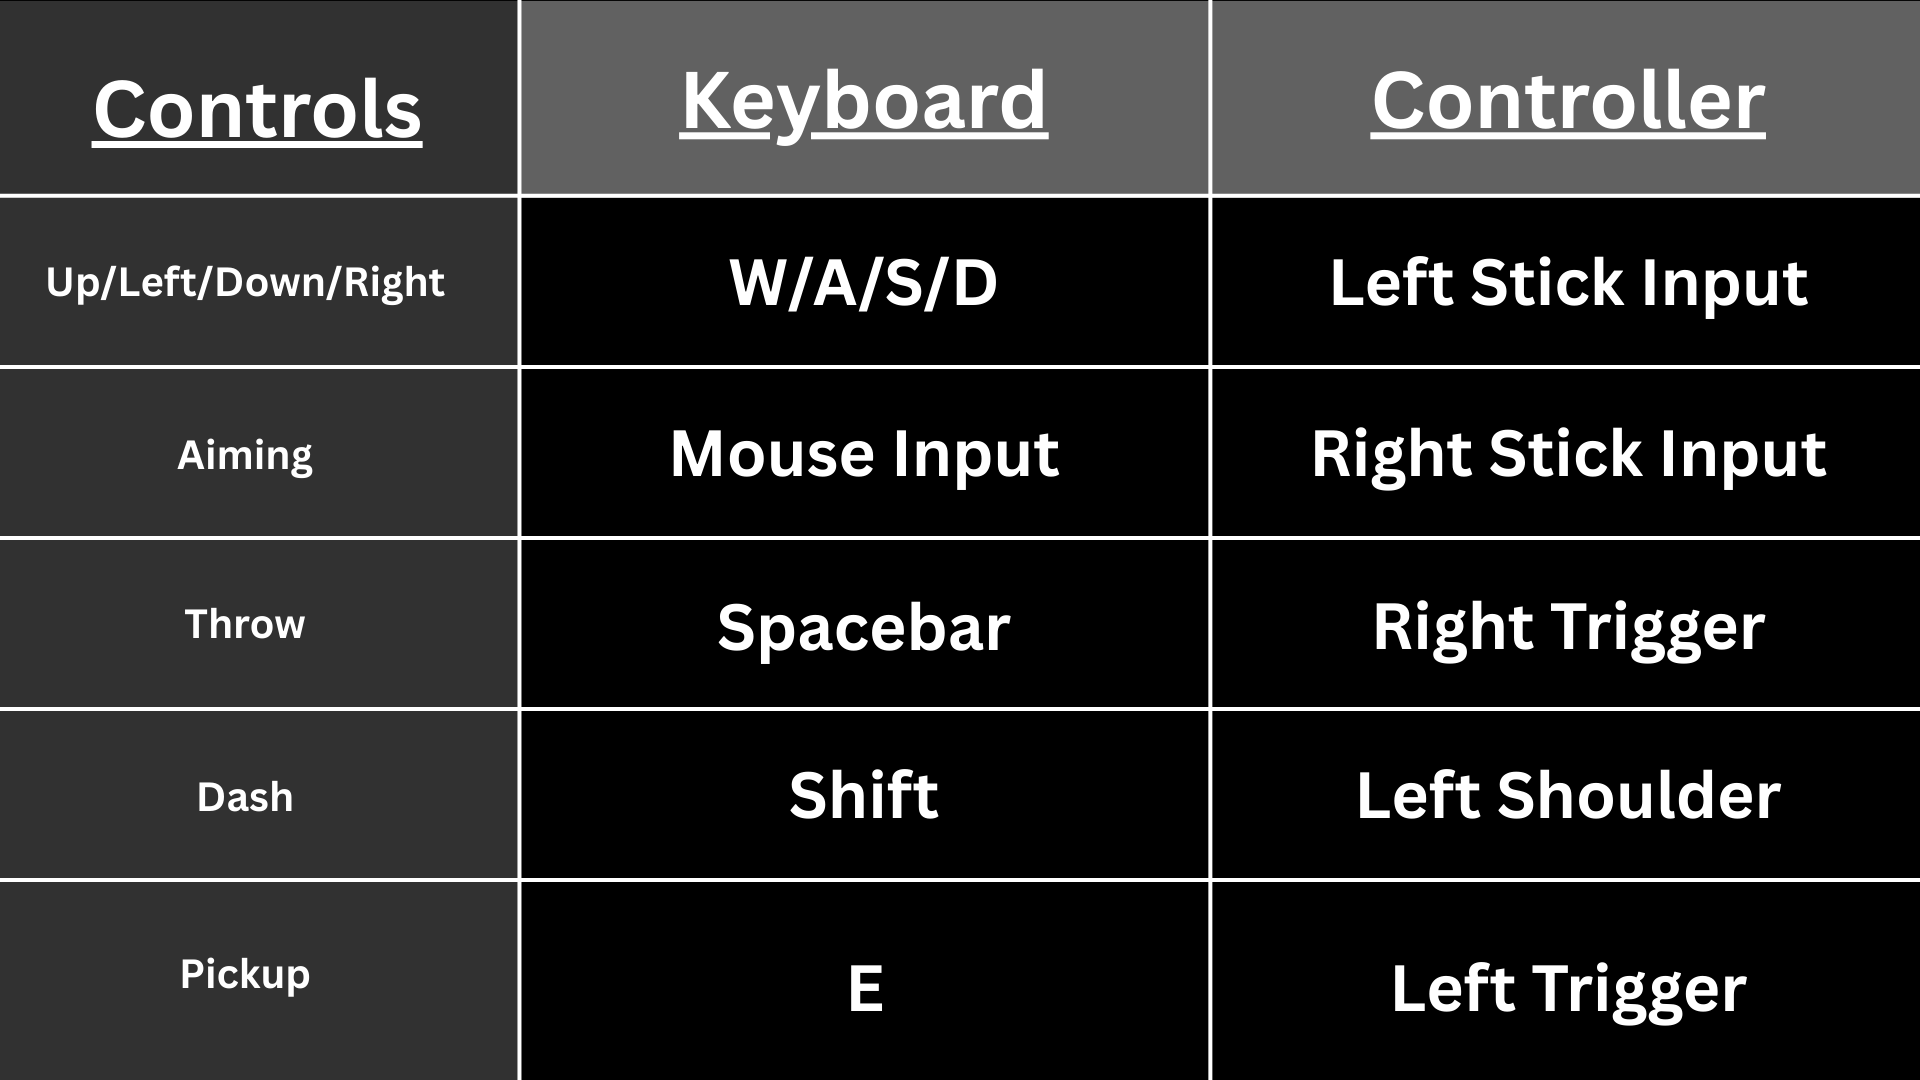 Controls Keyboard Controller
Up/Left/Down/Right W/A/S/D Left Stick Input
Aiming Mouse Input Right Stick Input
Throw Spacebar Right Trigger
Dash Shift Left Shoulder
Pickup E Left Trigger